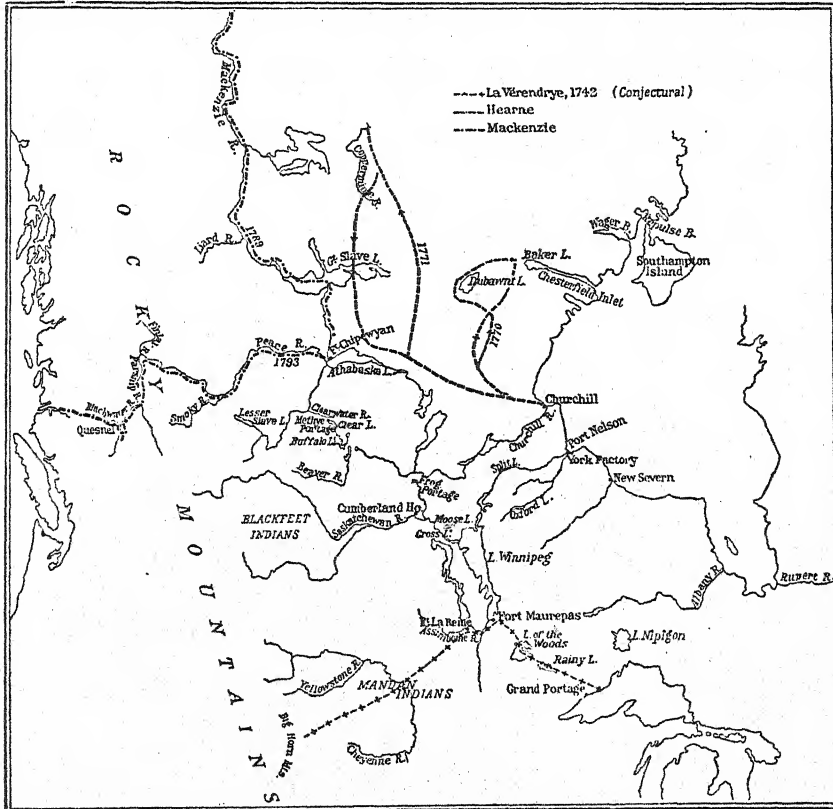 La Vérendrye, 1742 (Conjectural)
Hearne
Mackenzie
Mackenzie R.
Coppermine R.
Wager B.
Repulse B.
Southampton
Island
Baker L.
Chesterfield Inlet
Dubawnt L.
Liard R.
1789
Gt Slave L.
1771
1770
ROCKY
MOUNTAINS
Peace R.
1793
Ft Chipewyan
Athabaska L.
Blackwater R.
Quesnel
Smoky R.
Lesser
Slave L.
Clearwater R.
Methye
Portage
Clear L.
Buffalo L.
Beaver R.
Churchill
Churchill R.
Port Nelson
York Factory
Split L.
New Severn
Oxford L.
Frog
Portage
BLACKFEET
INDIANS
Cumberland Ho.
Saskatchewan R.
Moose L.
Cross L.
L. Winnipeg
Albany R.
Rupert R.
Ft. La Reine
Assiniboine R.
Fort Maurepas
L. of the
Woods
L. Nipigon
Rainy L.
Grand Portage
Yellowstone R.
MANDAN
INDIANS
Big Horn Mts.
Cheyenne R.